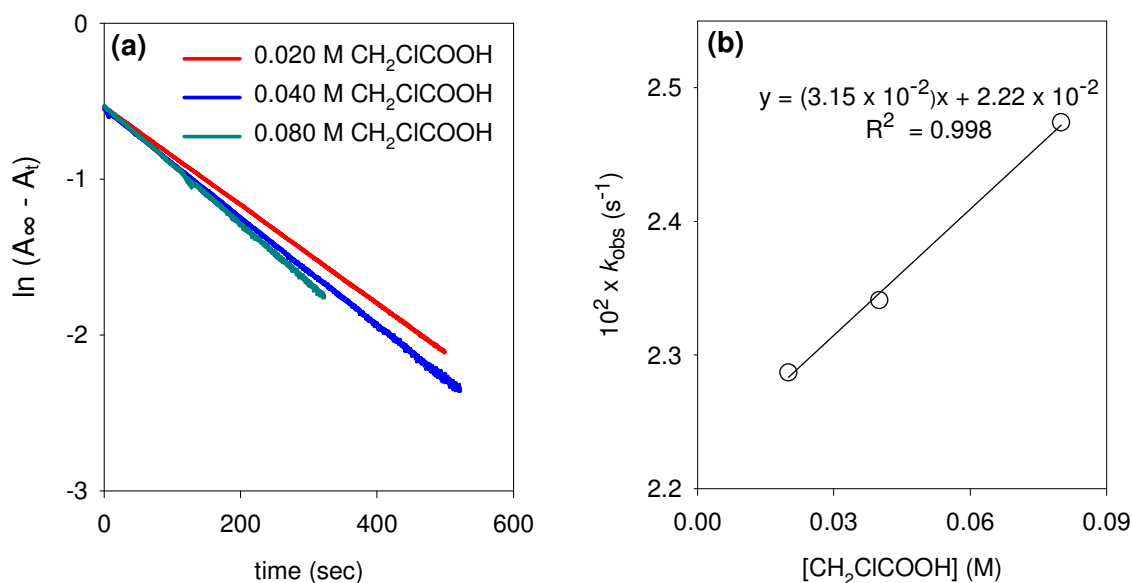 (a)
0.020 M CH₂ClCOOH
0.040 M CH₂ClCOOH
0.080 M CH₂ClCOOH
0
-1
-2
-3
ln (A∞ - Aₜ)
0 200 400 600
time (sec)
(b)
y = (3.15 x 10⁻²)x + 2.22 x 10⁻²
R² = 0.998
2.5
2.4
2.3
2.2
10² x k_obs (s⁻¹)
0.00 0.03 0.06 0.09
[CH₂ClCOOH] (M)